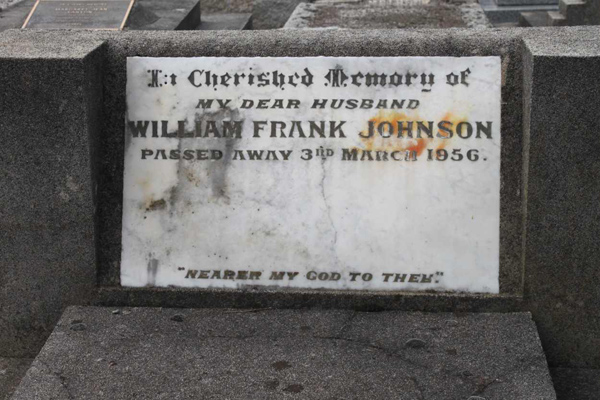 In Cherished Memory of
MY DEAR HUSBAND
WILLIAM FRANK JOHNSON
PASSED AWAY 3RD MARCH 1956.
"NEARER MY GOD TO THEE."